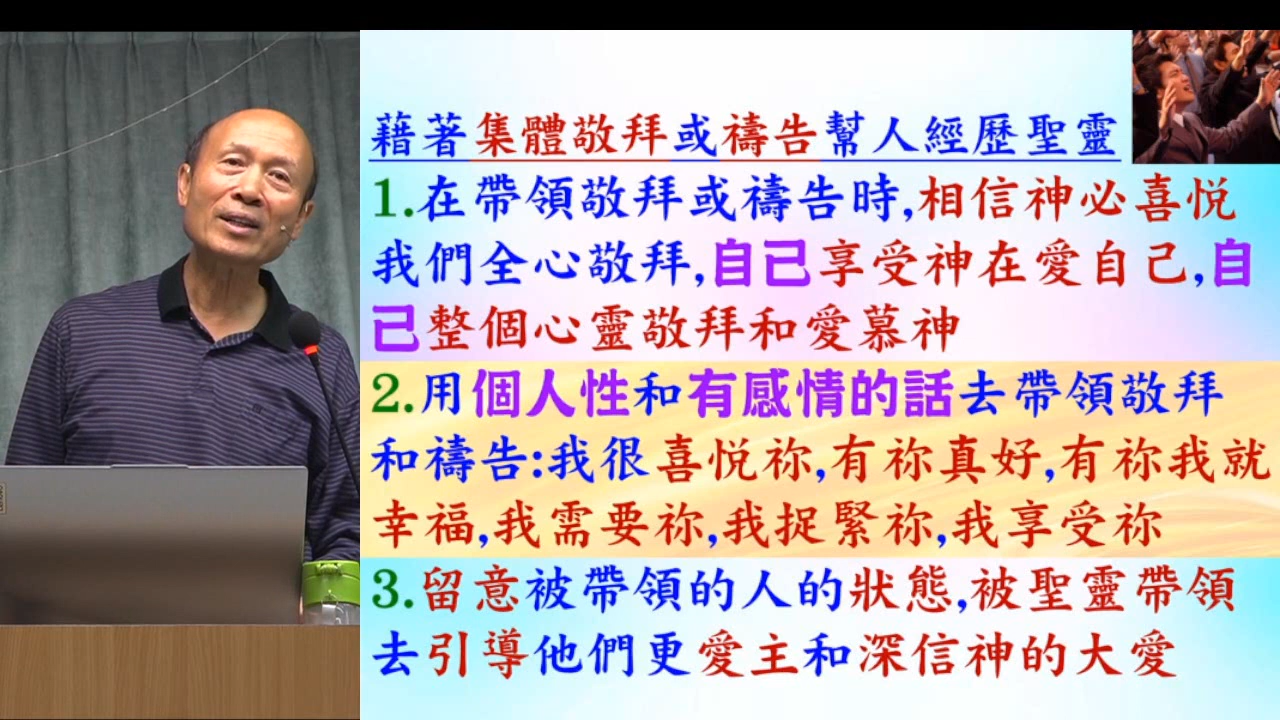 藉著集體敬拜或禱告幫人經歷聖靈
1.在帶領敬拜或禱告時,相信神必喜悅
我們全心敬拜,自己享受神在愛自己,自
己整個心靈敬拜和愛慕神
2.用個人性和有感情的話去帶領敬拜
和禱告:我很喜悅祢,有祢真好,有祢我就
幸福,我需要祢,我捉緊祢,我享受祢
3.留意被帶領的人的狀態,被聖靈帶領
去引導他們更愛主和深信神的大愛